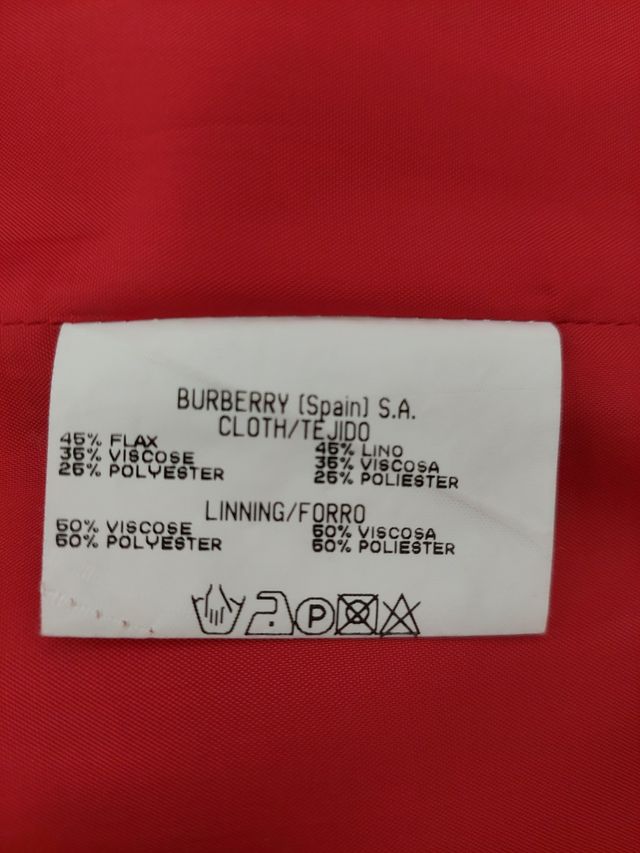 BURBERRY (Spain) S.A.
CLOTH/TEJIDO
45% FLAX 45% LINO
35% VISCOSE 35% VISCOSA
25% POLYESTER 25% POLIESTER
LINNING/FORRO
50% VISCOSE 50% VISCOSA
50% POLYESTER 50% POLIESTER
P